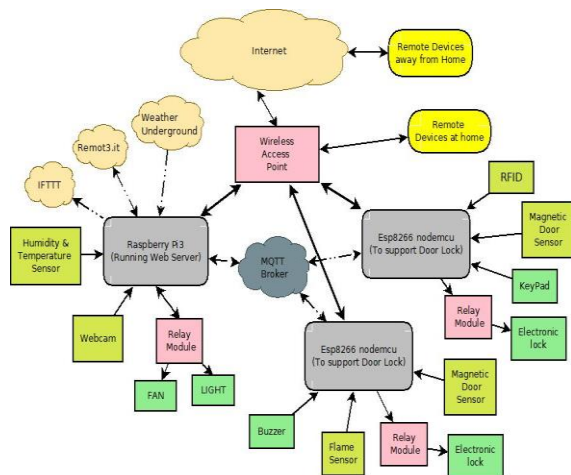 Internet
Remote Devices
away from Home
Weather
Underground
Remot3.it
IFTTT
Wireless
Access
Point
Remote
Devices at home
RFID
Humidity &
Temperature
Sensor
Raspberry Pi3
(Running Web Server)
MQTT
Broker
Esp8266 nodemcu
(To support Door Lock)
Magnetic
Door
Sensor
KeyPad
Webcam
Relay
Module
Relay
Module
Electronic
lock
FAN
LIGHT
Esp8266 nodemcu
(To support Door Lock)
Magnetic
Door
Sensor
Buzzer
Flame
Sensor
Relay
Module
Electronic
lock